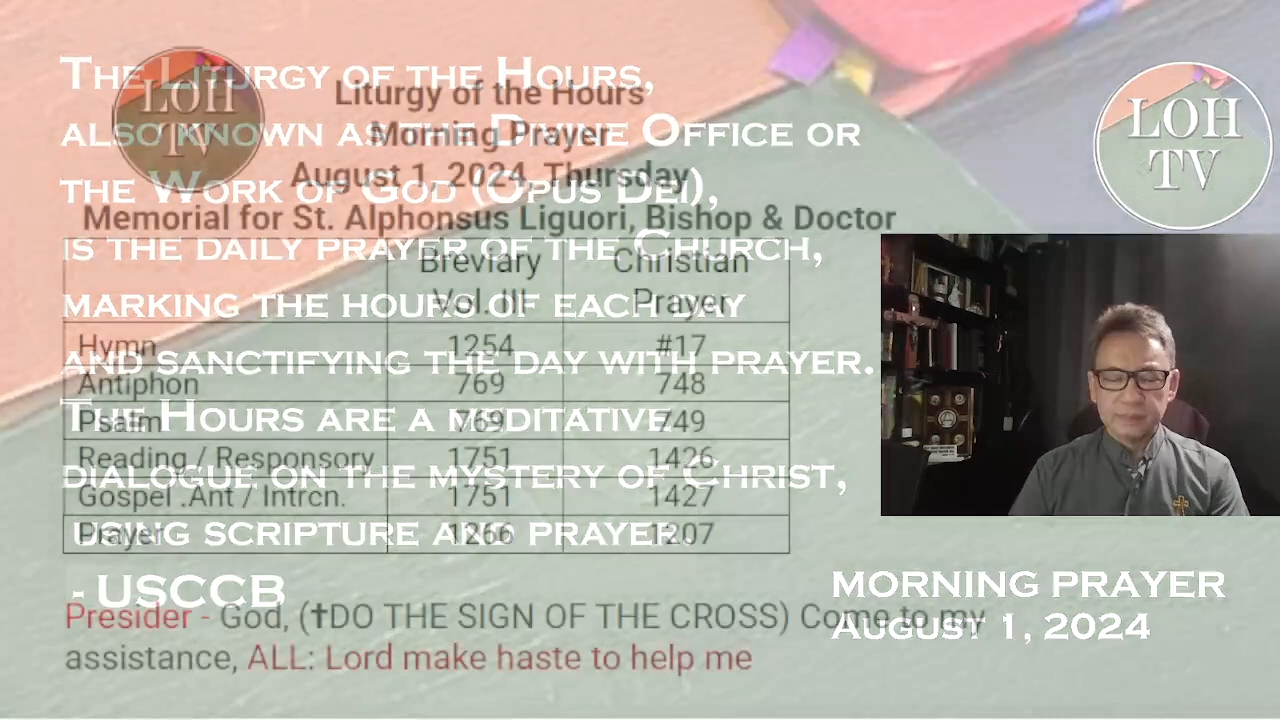 THE LITURGY OF THE HOURS,
ALSO KNOWN AS THE DIVINE OFFICE OR
THE WORK OF GOD (OPUS DEI),
IS THE DAILY PRAYER OF THE CHURCH,
MARKING THE HOURS OF EACH DAY
AND SANCTIFYING THE DAY WITH PRAYER.
THE HOURS ARE A MEDITATIVE
DIALOGUE ON THE MYSTERY OF CHRIST,
USING SCRIPTURE AND PRAYER.
- USCCB
LOH
TV
Liturgy of the Hours
Morning Prayer
August 1, 2024, Thursday
Memorial for St. Alphonsus Liguori, Bishop & Doctor
Breviary Christian
Vol. III Prayer
Hymn 1254 #17
Antiphon 769 748
Psalm 769 749
Reading / Responsory 1751 1426
Gospel .Ant / Intrcn. 1751 1427
Prayer 1266 1207
Presider - God, (✝DO THE SIGN OF THE CROSS) Come to my
assistance, ALL: Lord make haste to help me
LOH
TV
MORNING PRAYER
AUGUST 1, 2024